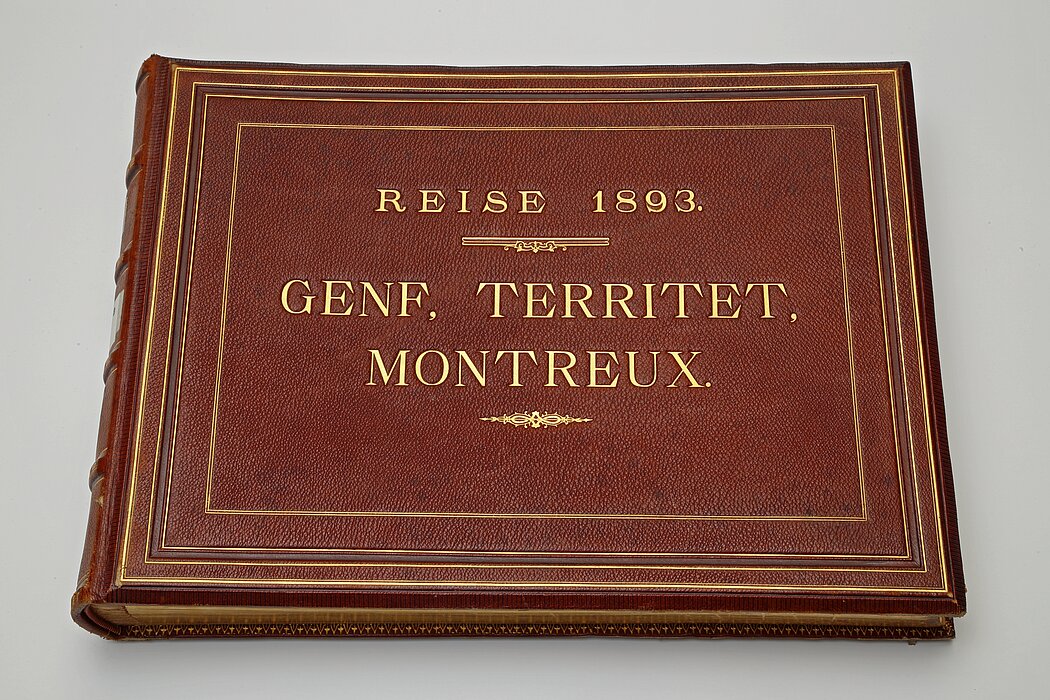 REISE 1893.
GENF, TERRITET,
MONTREUX.